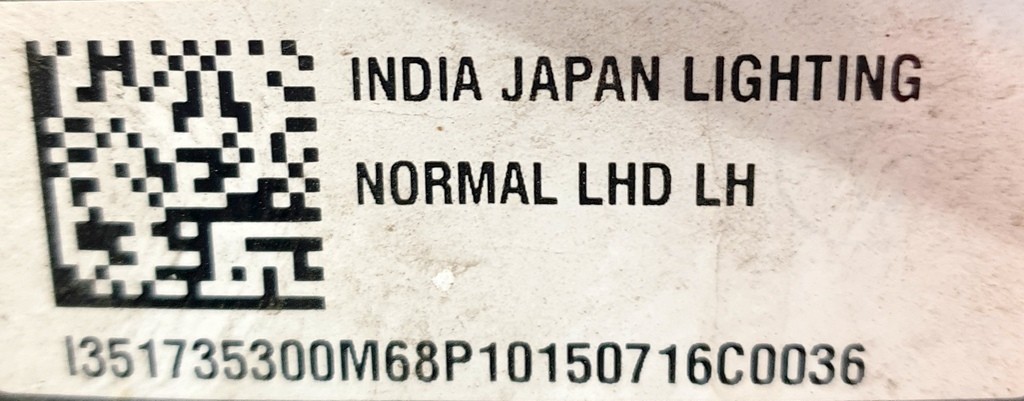 INDIA JAPAN LIGHTING
NORMAL LHD LH
I351735300M68P10150716C0036